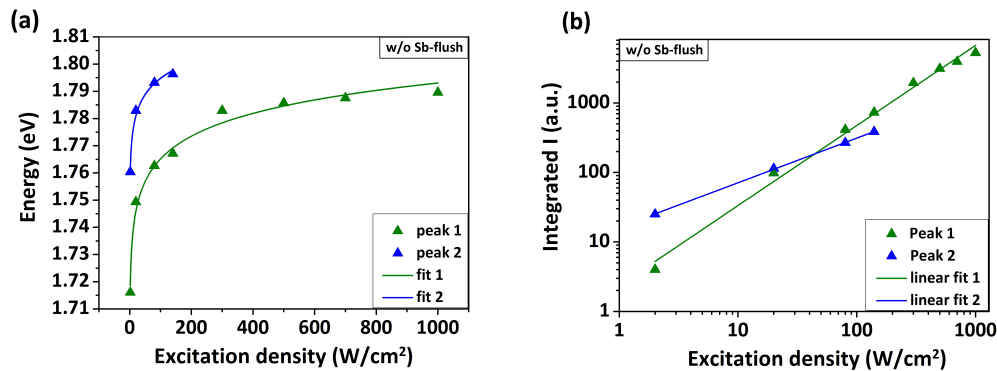 (a)
w/o Sb-flush
1.81
1.80
1.79
1.78
1.77
1.76
1.75
1.74
1.73
1.72
1.71
Energy (eV)
peak 1
peak 2
fit 1
fit 2
0 200 400 600 800 1000
Excitation density (W/cm²)
(b)
w/o Sb-flush
1000
100
10
1
Integrated I (a.u.)
Peak 1
Peak 2
linear fit 1
linear fit 2
1 10 100 1000
Excitation density (W/cm²)